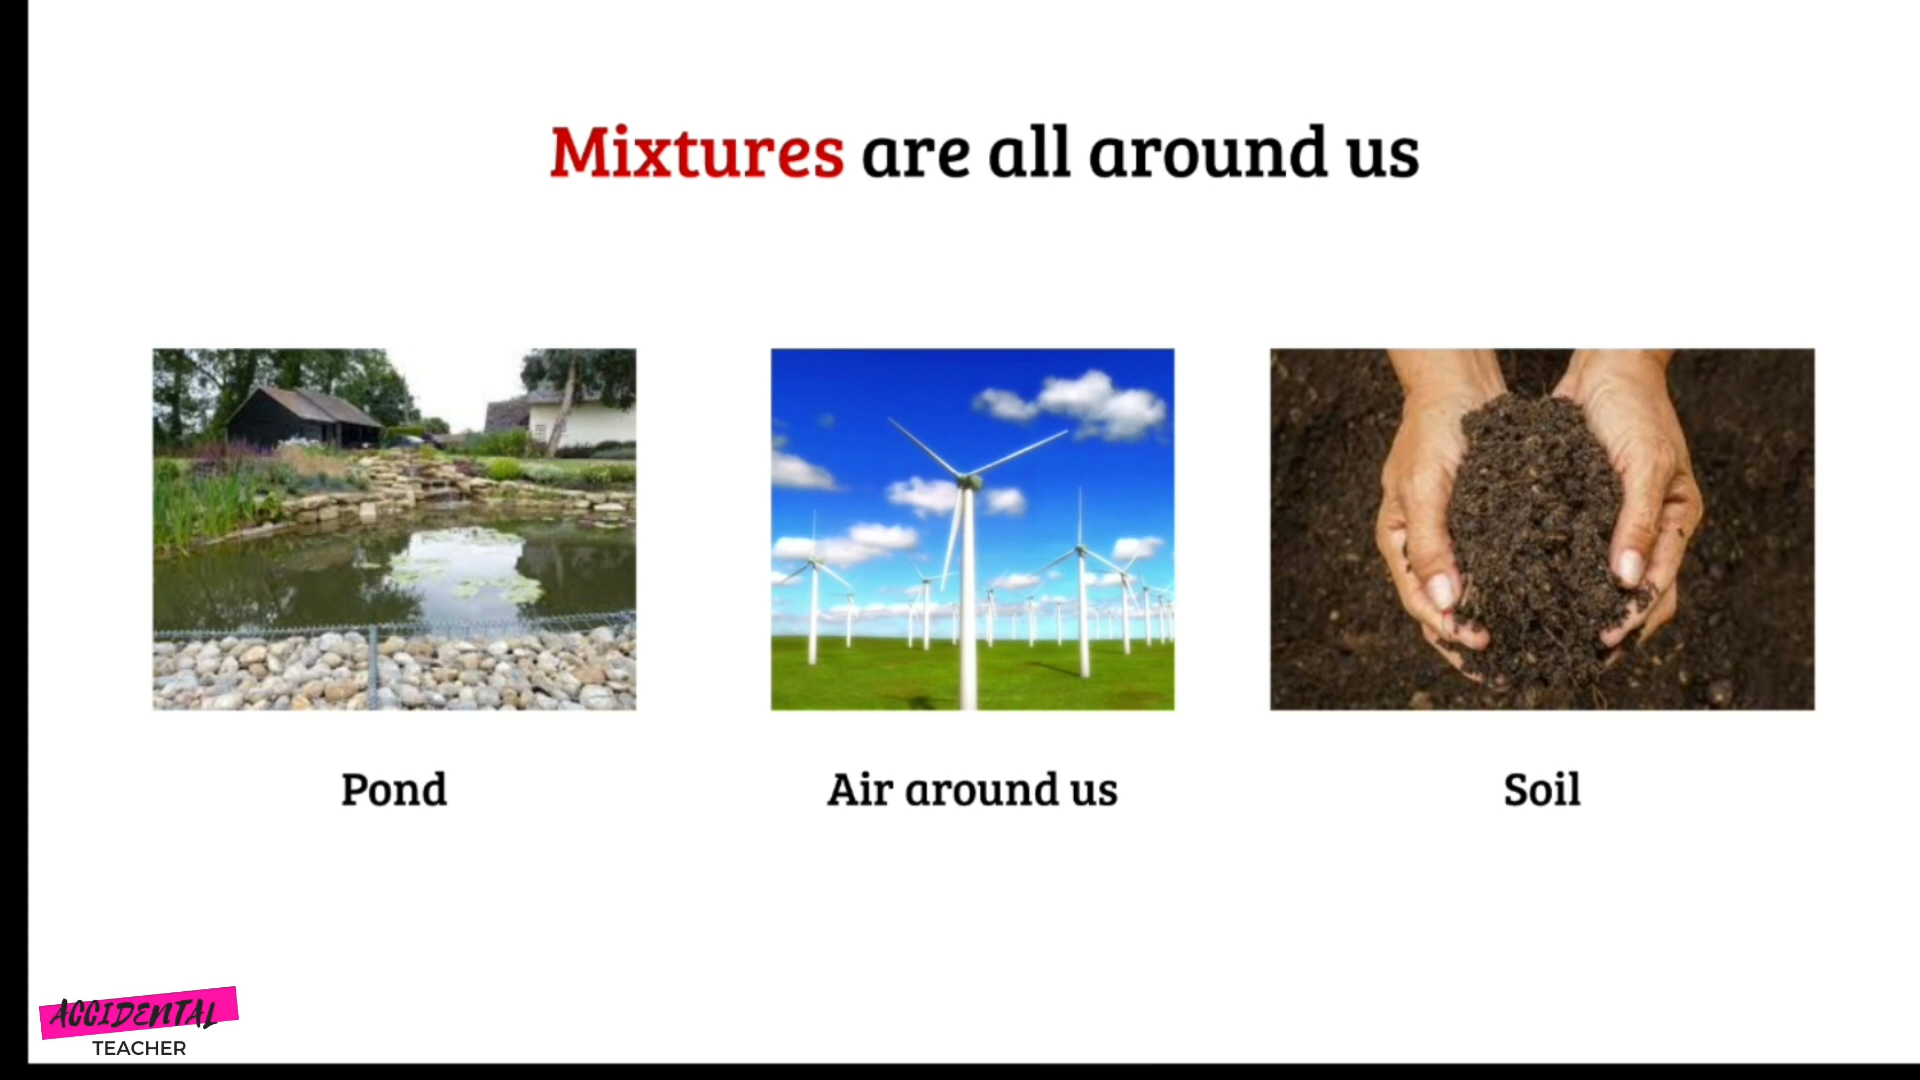 Mixtures are all around us
Pond
Air around us
Soil
ACCIDENTAL
TEACHER